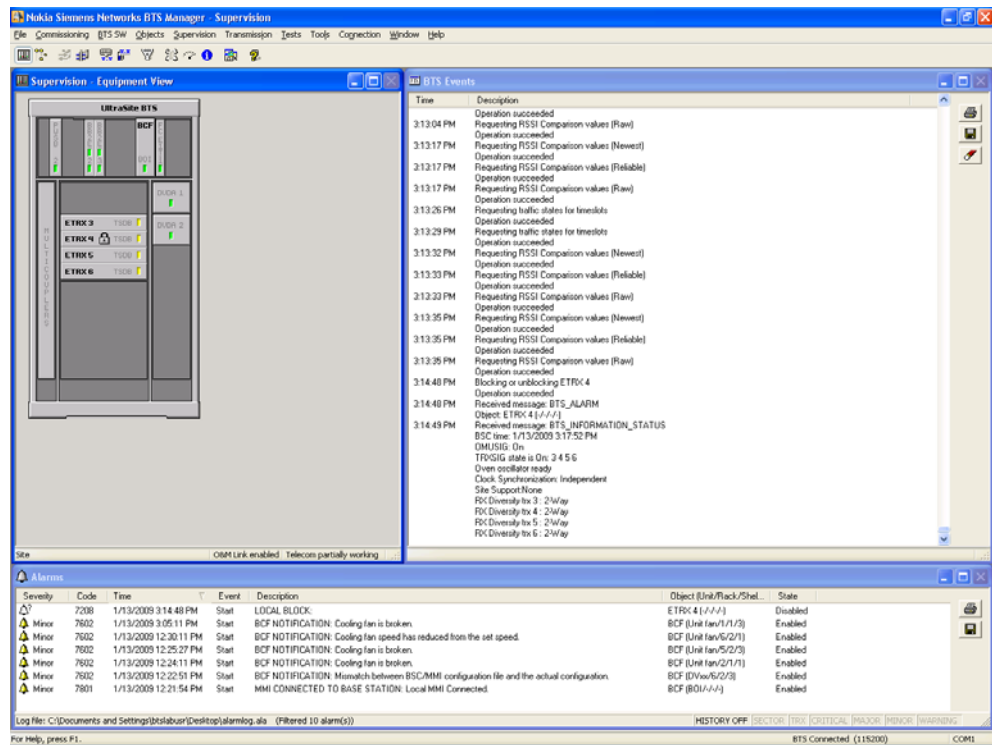 Nokia Siemens Networks BTS Manager - Supervision
File Commissioning BTS SW Objects Supervision Transmission Tests Tools Connection Window Help
Supervision - Equipment View
UltraSite BTS
BCF
BOI
DVDR 1
DVDR 2
MULTICOUPLERS
ETRX 3 TSDB
ETRX 4 TSDB
ETRX 5 TSDB
ETRX 6 TSDB
Site O&M Link enabled Telecom partially working
BTS Events
Time Description
Operation succeeded
3:13:04 PM Requesting RSSI Comparison values (Raw)
Operation succeeded
3:13:17 PM Requesting RSSI Comparison values (Newest)
Operation succeeded
3:13:17 PM Requesting RSSI Comparison values (Reliable)
Operation succeeded
3:13:17 PM Requesting RSSI Comparison values (Raw)
Operation succeeded
3:13:26 PM Requesting traffic states for timeslots
Operation succeeded
3:13:29 PM Requesting traffic states for timeslots
Operation succeeded
3:13:32 PM Requesting RSSI Comparison values (Newest)
Operation succeeded
3:13:33 PM Requesting RSSI Comparison values (Reliable)
Operation succeeded
3:13:33 PM Requesting RSSI Comparison values (Raw)
Operation succeeded
3:13:35 PM Requesting RSSI Comparison values (Newest)
Operation succeeded
3:13:35 PM Requesting RSSI Comparison values (Reliable)
Operation succeeded
3:13:35 PM Requesting RSSI Comparison values (Raw)
Operation succeeded
3:14:48 PM Blocking or unblocking ETRX 4
Operation succeeded
3:14:48 PM Received message: BTS_ALARM
Object: ETRX 4 (-/-/-/-)
3:14:49 PM Received message: BTS_INFORMATION_STATUS
BSC time: 1/13/2009 3:17:52 PM
OMUSIG: On
TRXSIG state is On: 3 4 5 6
Oven oscillator ready
Clock Synchronization: Independent
Site Support:None
RX Diversity trx 3 : 2-Way
RX Diversity trx 4 : 2-Way
RX Diversity trx 5 : 2-Way
RX Diversity trx 6 : 2-Way
Alarms
Severity Code Time Event Description Object (Unit/Rack/Shel... State
7208 1/13/2009 3:14:48 PM Start LOCAL BLOCK: ETRX 4 (-/-/-/-) Disabled
Minor 7602 1/13/2009 3:05:11 PM Start BCF NOTIFICATION: Cooling fan is broken. BCF (Unit fan/1/1/3) Enabled
Minor 7602 1/13/2009 12:30:11 PM Start BCF NOTIFICATION: Cooling fan speed has reduced from the set speed. BCF (Unit fan/6/2/1) Enabled
Minor 7602 1/13/2009 12:25:27 PM Start BCF NOTIFICATION: Cooling fan is broken. BCF (Unit fan/5/2/3) Enabled
Minor 7602 1/13/2009 12:24:11 PM Start BCF NOTIFICATION: Cooling fan is broken. BCF (Unit fan/2/1/1) Enabled
Minor 7602 1/13/2009 12:22:51 PM Start BCF NOTIFICATION: Mismatch between BSC/MMI configuration file and the actual configuration. BCF (DVxx/6/2/3) Enabled
Minor 7801 1/13/2009 12:21:54 PM Start MMI CONNECTED TO BASE STATION: Local MMI Connected. BCF (BOI/-/-/-) Enabled
Log file: C:\Documents and Settings\btslabusr\Desktop\alarmlog.ala (Filtered 10 alarm(s)) HISTORY OFF SECTOR TRX CRITICAL MAJOR MINOR WARNING
For Help, press F1. BTS Connected (115200) COM1